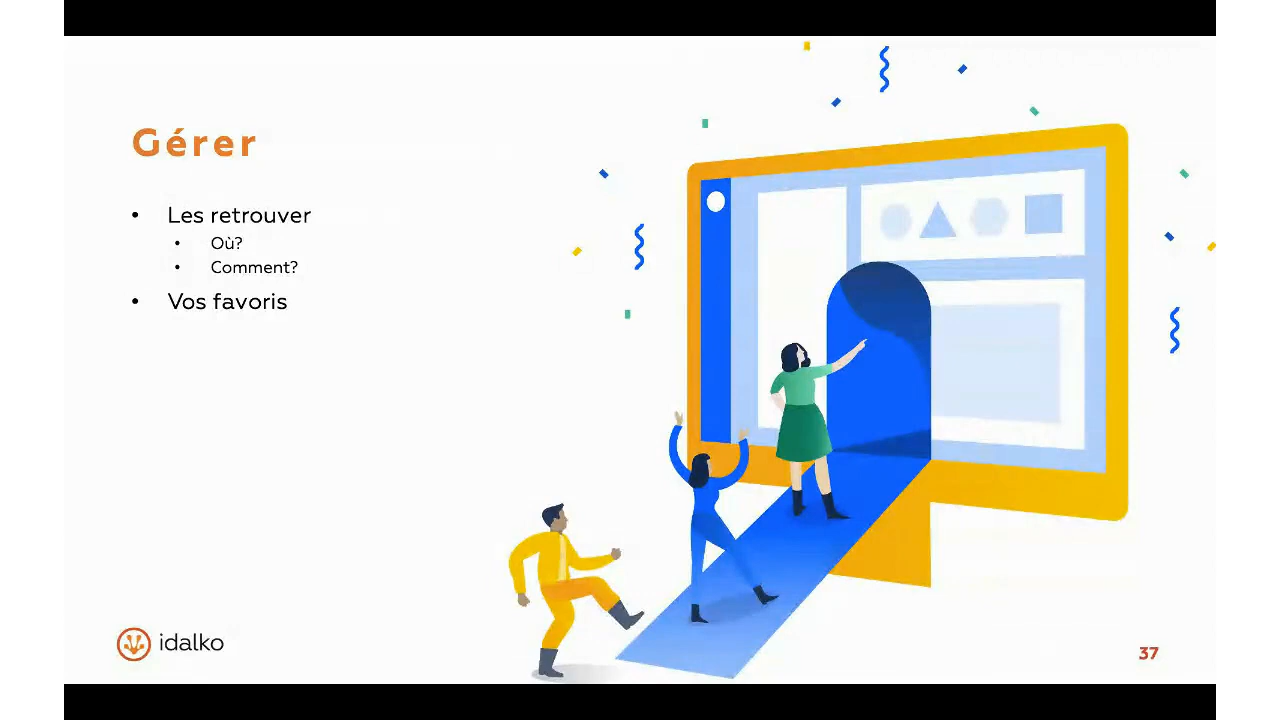 Gérer
• Les retrouver
• Où?
• Comment?
• Vos favoris
idalko
37